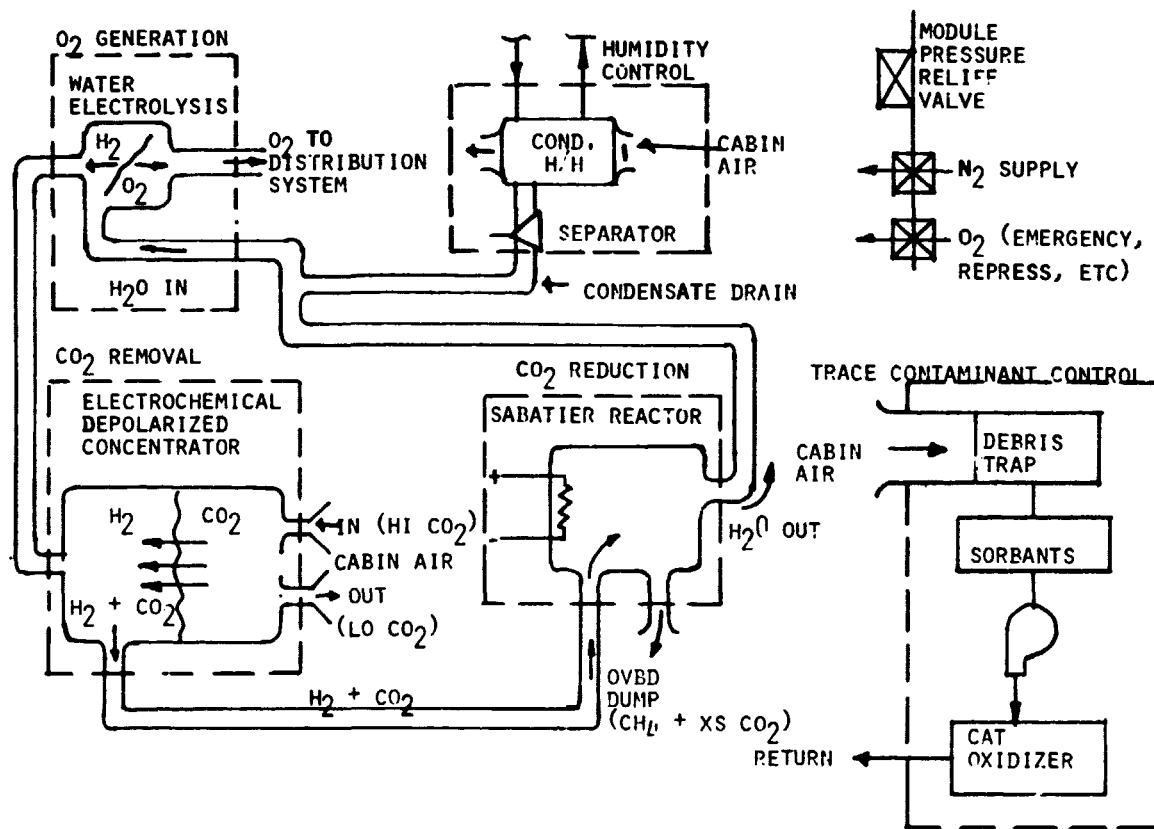 O2 GENERATION
WATER
ELECTROLYSIS
H2
O2
O2 TO
DISTRIBUTION
SYSTEM
H2O IN
HUMIDITY
CONTROL
COND.
H/H
CABIN
AIR
SEPARATOR
CONDENSATE DRAIN
MODULE
PRESSURE
RELIEF
VALVE
N2 SUPPLY
O2 (EMERGENCY,
REPRESS, ETC)
CO2 REMOVAL
ELECTROCHEMICAL
DEPOLARIZED
CONCENTRATOR
H2
CO2
IN (HI CO2)
CABIN AIR
OUT
(LO CO2)
H2 + CO2
H2 + CO2
CO2 REDUCTION
SABATIER REACTOR
+
-
H2O OUT
OVBD
DUMP
(CH4 + XS CO2)
TRACE CONTAMINANT CONTROL
CABIN
AIR
DEBRIS
TRAP
SORBANTS
CAT
OXIDIZER
RETURN